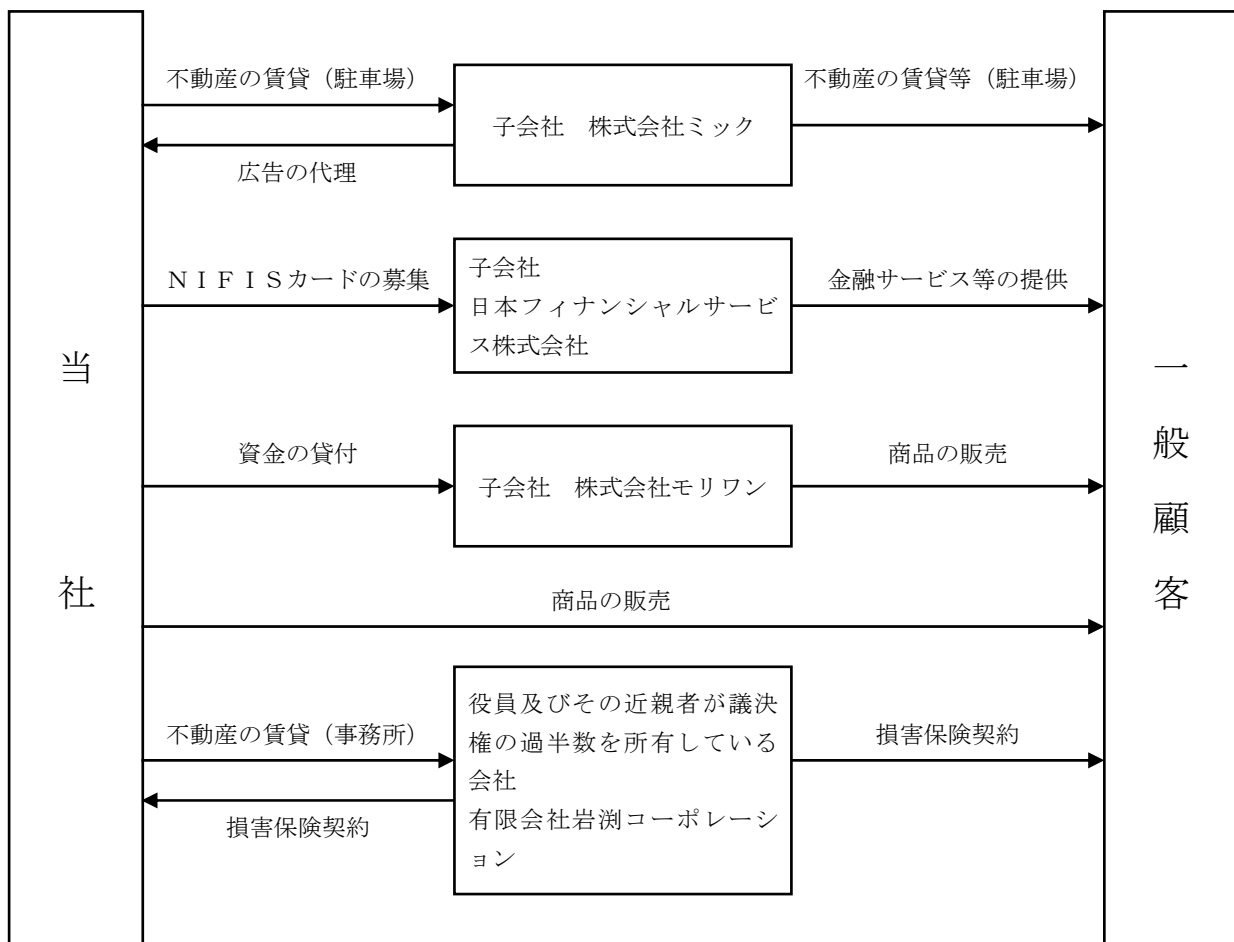 当
社
不動産の賃貸（駐車場）
子会社　株式会社ミック
不動産の賃貸等（駐車場）
広告の代理
ＮＩＦＩＳカードの募集
子会社
日本フィナンシャルサービ
ス株式会社
金融サービス等の提供
資金の貸付
子会社　株式会社モリワン
商品の販売
商品の販売
不動産の賃貸（事務所）
役員及びその近親者が議決
権の過半数を所有している
会社
有限会社岩渕コーポレーシ
ョン
損害保険契約
損害保険契約
一
般
顧
客